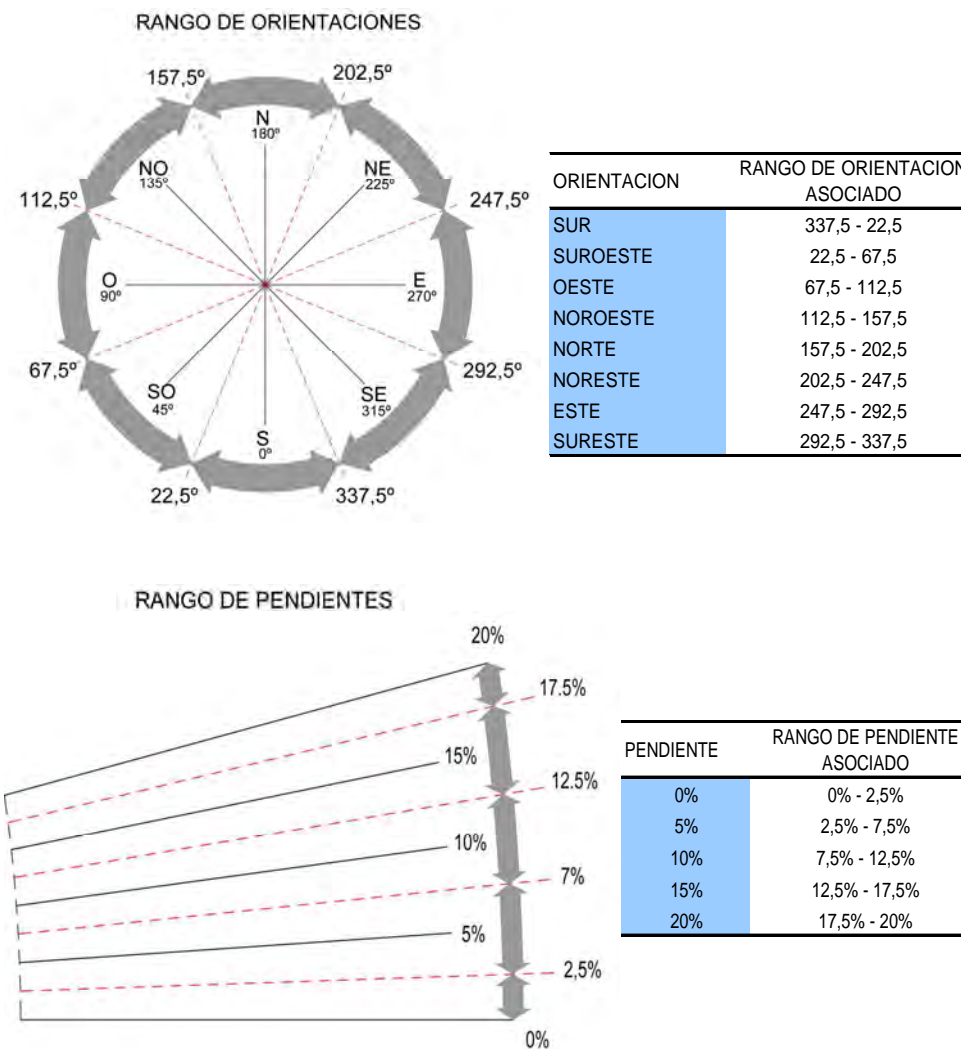 RANGO DE ORIENTACIONES
157,5º
202,5º
N
180º
NO
135º
NE
225º
112,5º
247,5º
O
90º
E
270º
67,5º
292,5º
SO
45º
SE
315º
S
0º
22,5º
337,5º
ORIENTACION RANGO DE ORIENTACION
ASOCIADO
SUR 337,5 - 22,5
SUROESTE 22,5 - 67,5
OESTE 67,5 - 112,5
NOROESTE 112,5 - 157,5
NORTE 157,5 - 202,5
NORESTE 202,5 - 247,5
ESTE 247,5 - 292,5
SURESTE 292,5 - 337,5
RANGO DE PENDIENTES
20%
17.5%
15%
12.5%
10%
7%
5%
2,5%
0%
PENDIENTE RANGO DE PENDIENTE
ASOCIADO
0% 0% - 2,5%
5% 2,5% - 7,5%
10% 7,5% - 12,5%
15% 12,5% - 17,5%
20% 17,5% - 20%